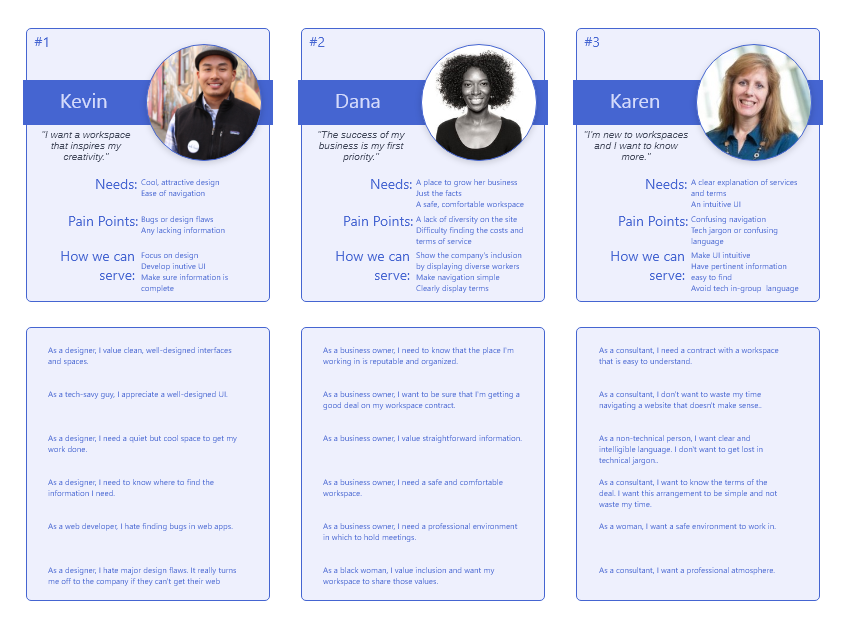 #1
Kevin
"I want a workspace
that inspires my
creativity."
Needs:
Cool, attractive design
Ease of navigation
Pain Points:
Bugs or design flaws
Any lacking information
How we can
serve:
Focus on design
Develop inutive UI
Make sure information is
complete
#2
Dana
"The success of my
business is my first
priority."
Needs:
A place to grow her business
Just the facts
A safe, comfortable workspace
Pain Points:
A lack of diversity on the site
Difficulty finding the costs and
terms of service
How we can
serve:
Show the company's inclusion
by displaying diverse workers
Make navigation simple
Clearly display terms
#3
Karen
"I'm new to workspaces
and I want to know
more."
Needs:
A clear explanation of services
and terms
An intuitive UI
Pain Points:
Confusing navigation
Tech jargon or confusing
language
How we can
serve:
Make UI intuitive
Have pertinent information
easy to find
Avoid tech in-group language
As a designer, I value clean, well-designed interfaces
and spaces.
As a tech-savy guy, I appreciate a well-designed UI.
As a designer, I need a quiet but cool space to get my
work done.
As a designer, I need to know where to find the
information I need.
As a web developer, I hate finding bugs in web apps.
As a designer, I hate major design flaws. It really turns
me off to the company if they can't get their web
As a business owner, I need to know that the place I'm
working in is reputable and organized.
As a business owner, I want to be sure that I'm getting a
good deal on my workspace contract.
As a business owner, I value straightforward information.
As a business owner, I need a safe and comfortable
workspace.
As a business owner, I need a professional environment
in which to hold meetings.
As a black woman, I value inclusion and want my
workspace to share those values.
As a consultant, I need a contract with a workspace
that is easy to understand.
As a consultant, I don't want to waste my time
navigating a website that doesn't make sense..
As a non-technical person, I want clear and
intelligible language. I don't want to get lost in
technical jargon..
As a consultant, I want to know the terms of the
deal. I want this arrangement to be simple and not
waste my time.
As a woman, I want a safe environment to work in.
As a consultant, I want a professional atmosphere.